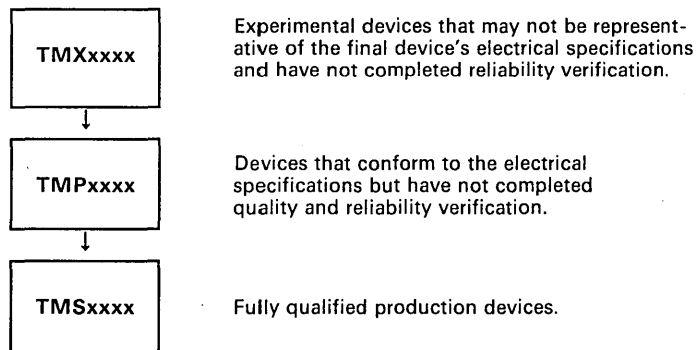 TMXxxxx
Experimental devices that may not be represent-
ative of the final device's electrical specifications
and have not completed reliability verification.
TMPxxxx
Devices that conform to the electrical
specifications but have not completed
quality and reliability verification.
TMSxxxx
Fully qualified production devices.